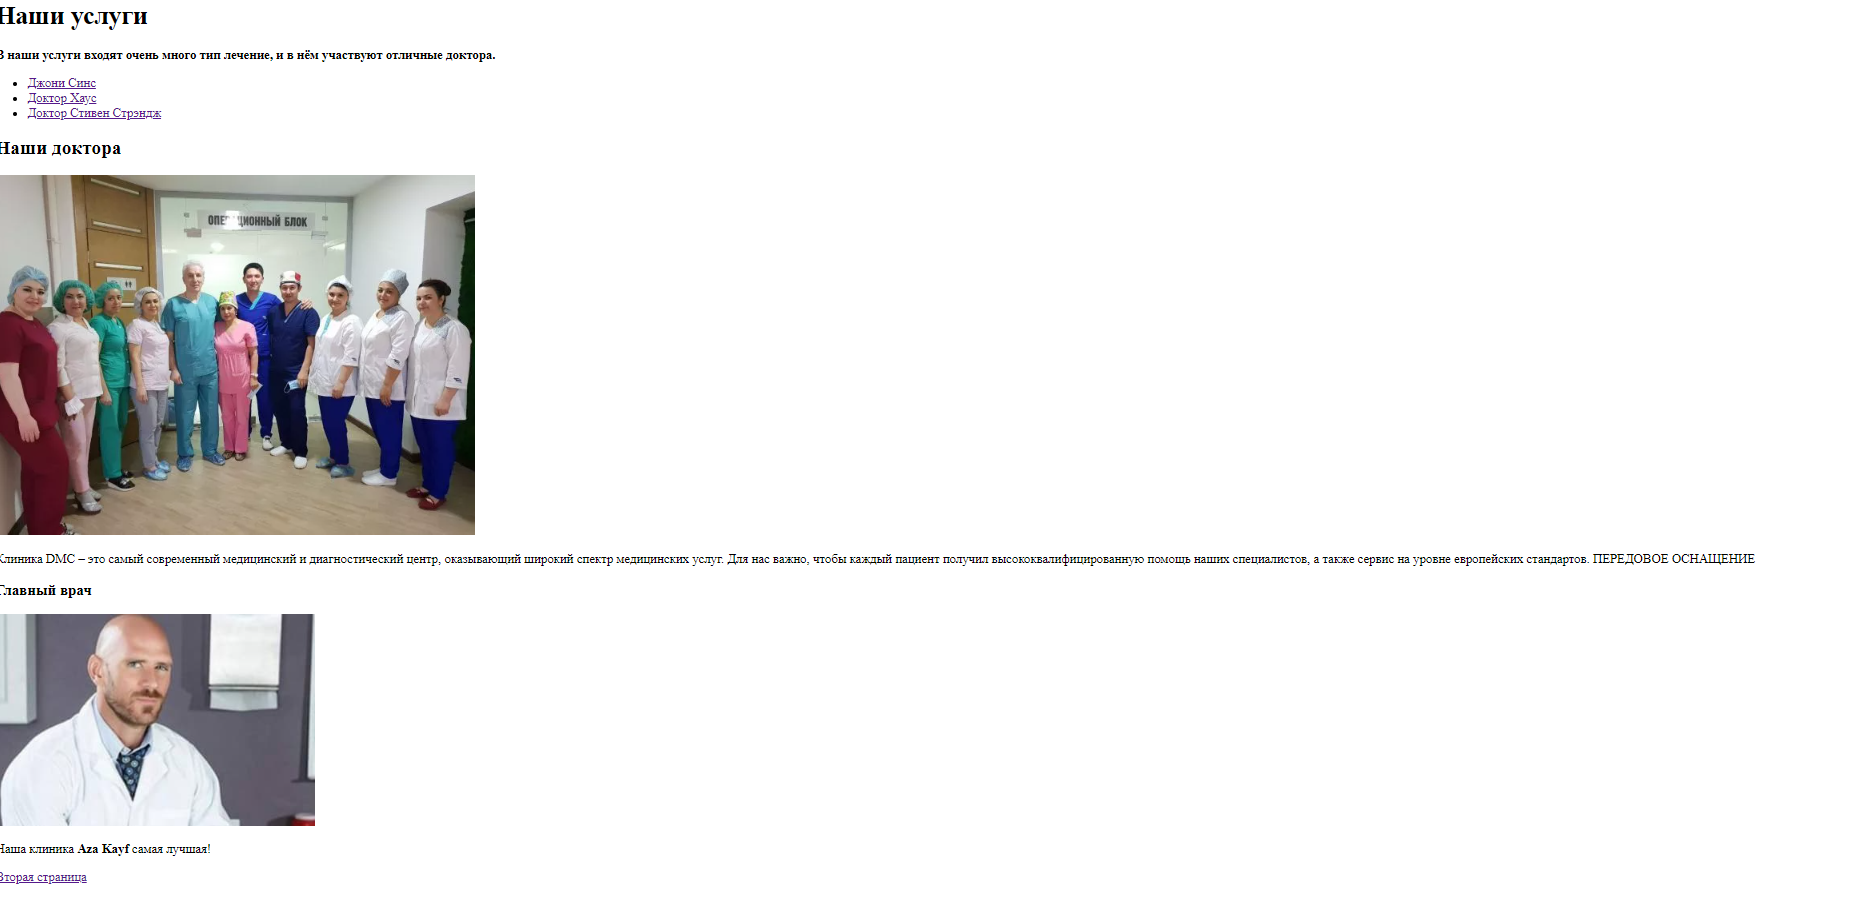 Наши услуги
В наши услуги входят очень много тип лечение, и в нём участвуют отличные доктора.
Джони Синс
Доктор Хаус
Доктор Стивен Стрэндж
Наши доктора
ОПЕРАЦИОННЫЙ БЛОК
Клиника DMC – это самый современный медицинский и диагностический центр, оказывающий широкий спектр медицинских услуг. Для нас важно, чтобы каждый пациент получил высококвалифицированную помощь наших специалистов, а также сервис на уровне европейских стандартов. ПЕРЕДОВОЕ ОСНАЩЕНИЕ
Главный врач
Наша клиника Aza Kayf самая лучшая!
Вторая страница